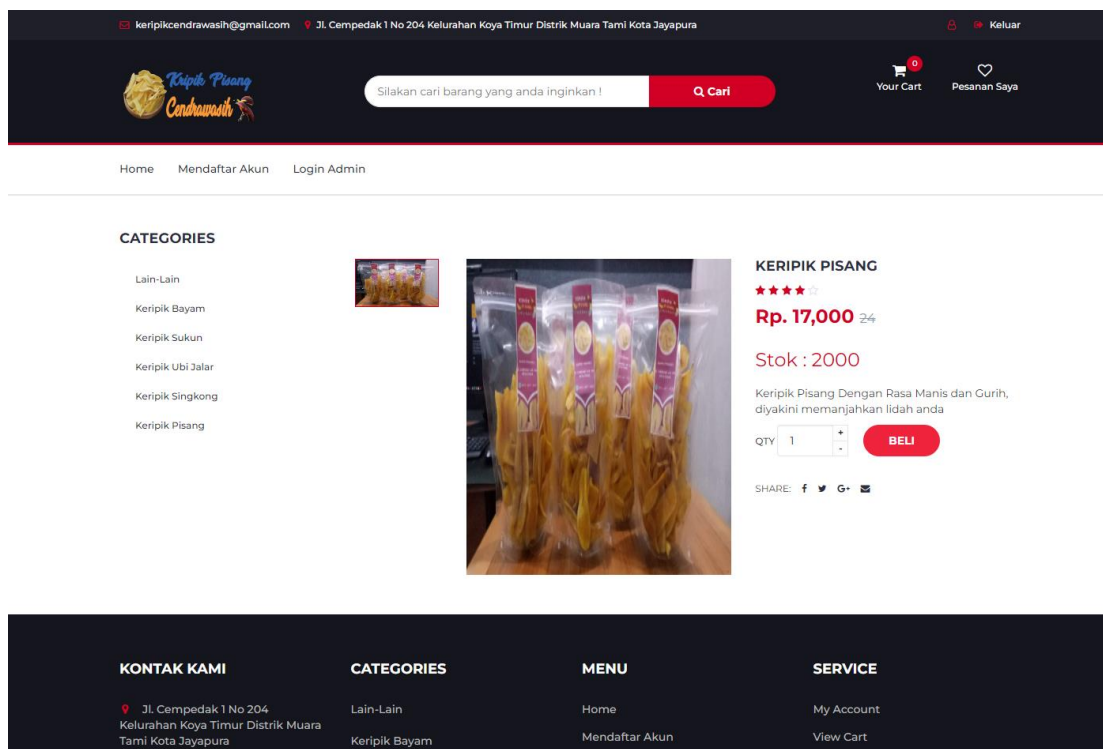 keripikcendrawasih@gmail.com Jl. Cempedak 1 No 204 Kelurahan Koya Timur Distrik Muara Tami Kota Jayapura Keluar
Kripik Pisang
Cendrawasih
Silakan cari barang yang anda inginkan !
Cari
0
Your Cart
Pesanan Saya
Home Mendaftar Akun Login Admin
CATEGORIES
Lain-Lain
Keripik Bayam
Keripik Sukun
Keripik Ubi Jalar
Keripik Singkong
Keripik Pisang
KERIPIK PISANG
Rp. 17,000 24
Stok : 2000
Keripik Pisang Dengan Rasa Manis dan Gurih,
diyakini memanjahkan lidah anda
QTY 1 + -
BELI
SHARE: f G+
KONTAK KAMI
Jl. Cempedak 1 No 204
Kelurahan Koya Timur Distrik Muara
Tami Kota Jayapura
CATEGORIES
Lain-Lain
Keripik Bayam
MENU
Home
Mendaftar Akun
SERVICE
My Account
View Cart